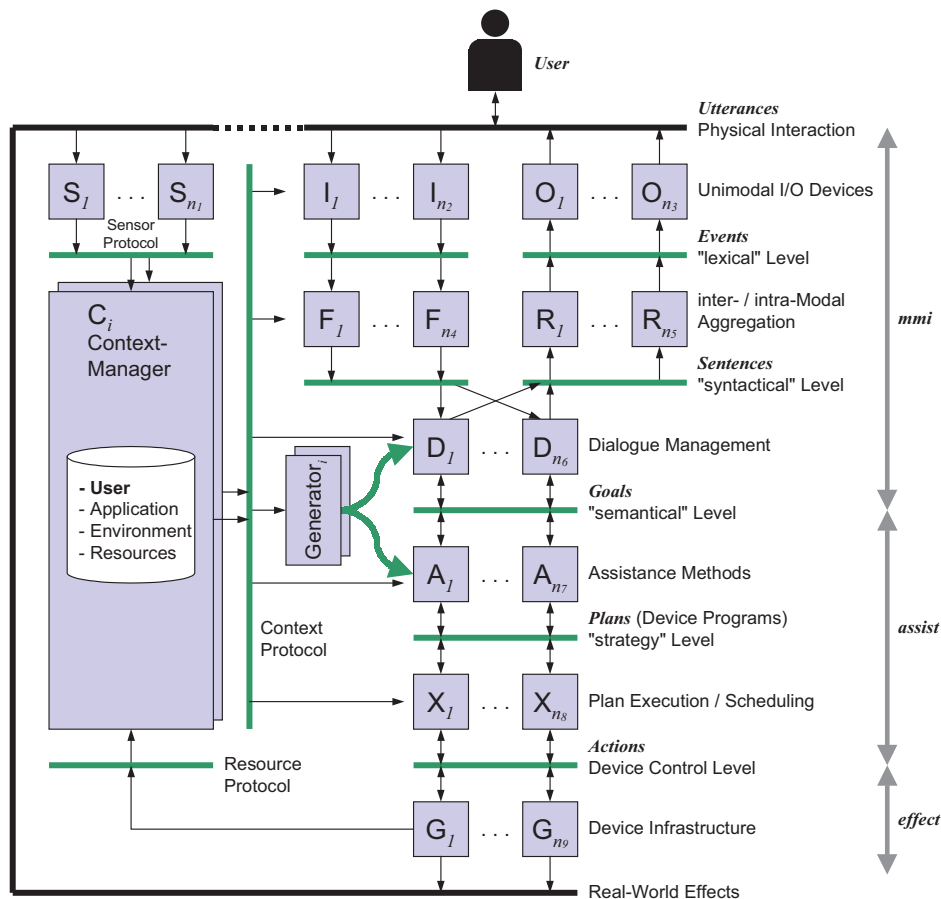 User
Utterances
Physical Interaction
S1 . . . Sn1
I1 . . . In2
O1 . . . On3
Unimodal I/O Devices
Sensor
Protocol
Events
"lexical" Level
Ci
Context-
Manager
F1 . . . Fn4
R1 . . . Rn5
inter- / intra-Modal
Aggregation
mmi
Sentences
"syntactical" Level
D1 . . . Dn6
Dialogue Management
- User
- Application
- Environment
- Resources
Generatori
Goals
"semantical" Level
A1 . . . An7
Assistance Methods
Context
Protocol
Plans (Device Programs)
"strategy" Level
assist
X1 . . . Xn8
Plan Execution / Scheduling
Resource
Protocol
Actions
Device Control Level
G1 . . . Gn9
Device Infrastructure
effect
Real-World Effects